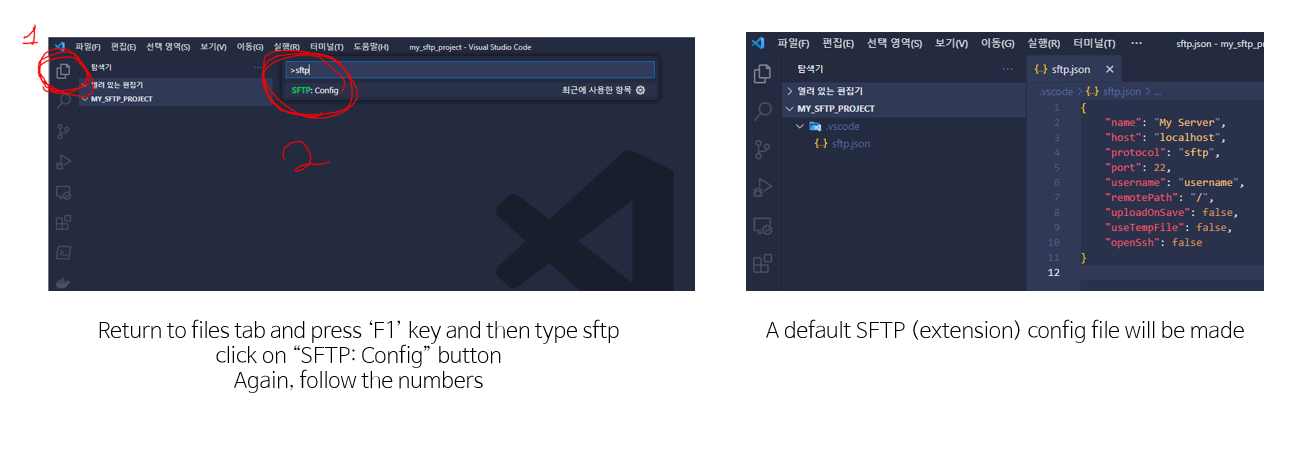 1
파일(F) 편집(E) 선택 영역(S) 보기(V) 이동(G) 실행(R) 터미널(T) 도움말(H) my_sftp_project - Visual Studio Code
탐색기 ···
>sftp
열려 있는 편집기
SFTP: Config 최근에 사용한 항목
MY_SFTP_PROJECT
2
Return to files tab and press ‘F1’ key and then type sftp
click on “SFTP: Config” button
Again, follow the numbers
파일(F) 편집(E) 선택 영역(S) 보기(V) 이동(G) 실행(R) 터미널(T) ··· sftp.json - my_sftp_pr
탐색기 ···
열려 있는 편집기
MY_SFTP_PROJECT
.vscode
{..} sftp.json
{..} sftp.json ×
.vscode > {..} sftp.json > ...
1 {
2 "name": "My Server",
3 "host": "localhost",
4 "protocol": "sftp",
5 "port": 22,
6 "username": "username",
7 "remotePath": "/",
8 "uploadOnSave": false,
9 "useTempFile": false,
10 "openSsh": false
11 }
12
A default SFTP (extension) config file will be made